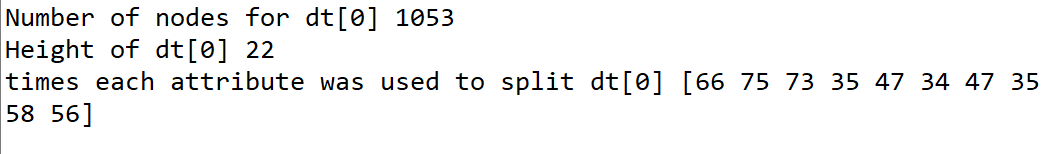 Number of nodes for dt[0] 1053
Height of dt[0] 22
times each attribute was used to split dt[0] [66 75 73 35 47 34 47 35
58 56]